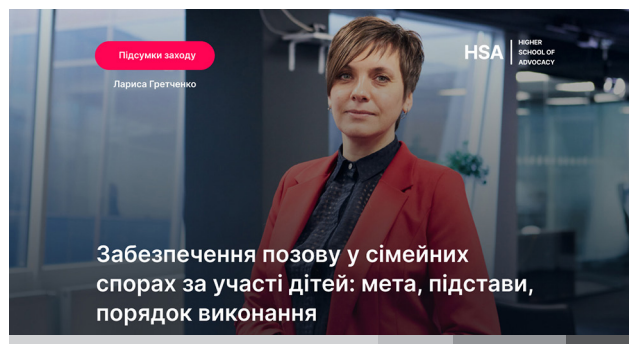 Підсумки заходу
Лариса Гретченко
HSA
HIGHER
SCHOOL OF
ADVOCACY
Забезпечення позову у сімейних
спорах за участі дітей: мета, підстави,
порядок виконання